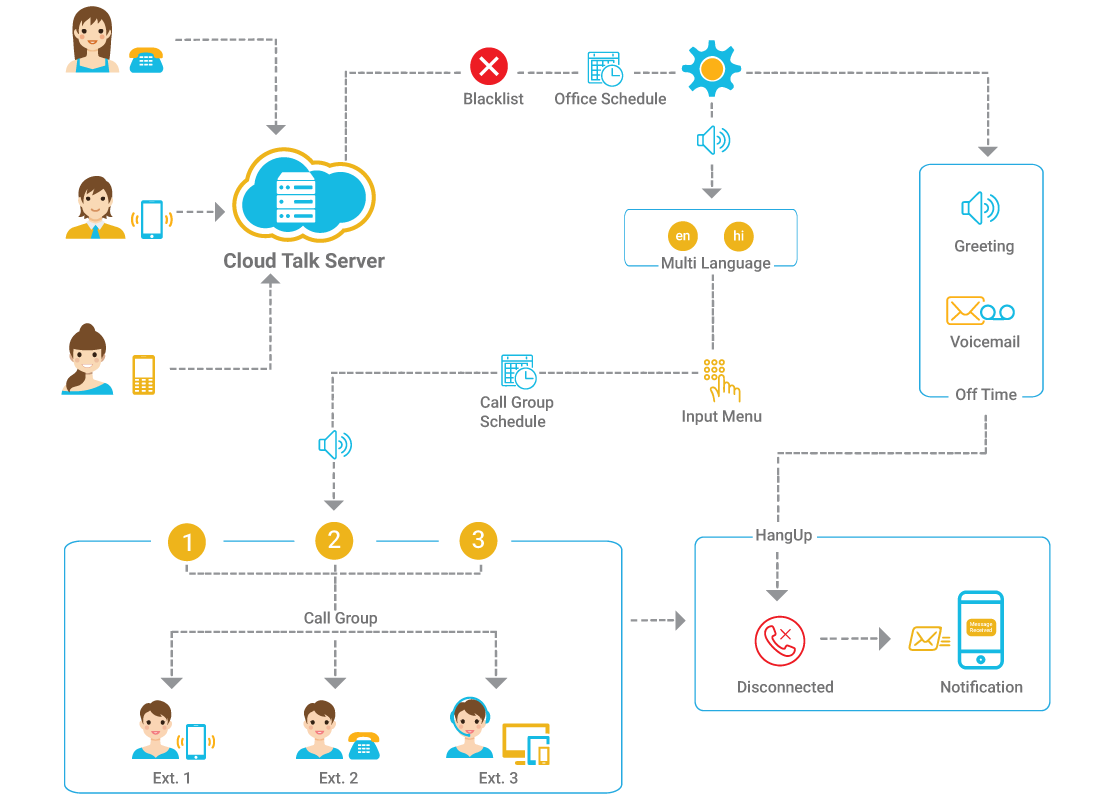 Blacklist
Office Schedule
Cloud Talk Server
en
hi
Multi Language
Greeting
Voicemail
Off Time
Call Group
Schedule
Input Menu
1
2
3
Call Group
Ext. 1
Ext. 2
Ext. 3
HangUp
Disconnected
Message
Received
Notification